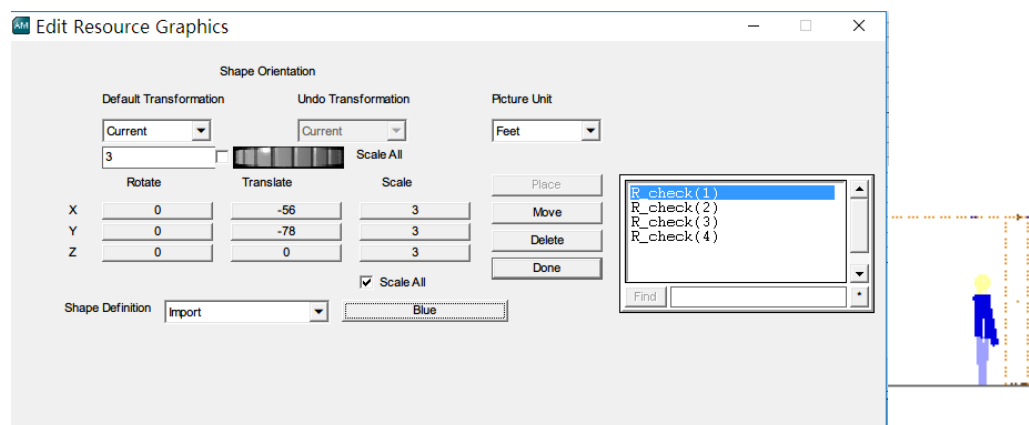 AM Edit Resource Graphics
Shape Orientation
Default Transformation Undo Transformation Picture Unit
Current Current Feet
3 Scale All
Rotate Translate Scale
X 0 -56 3
Y 0 -78 3
Z 0 0 3
Scale All
Shape Definition Import Blue
Place
Move
Delete
Done
R_check(1)
R_check(2)
R_check(3)
R_check(4)
Find *